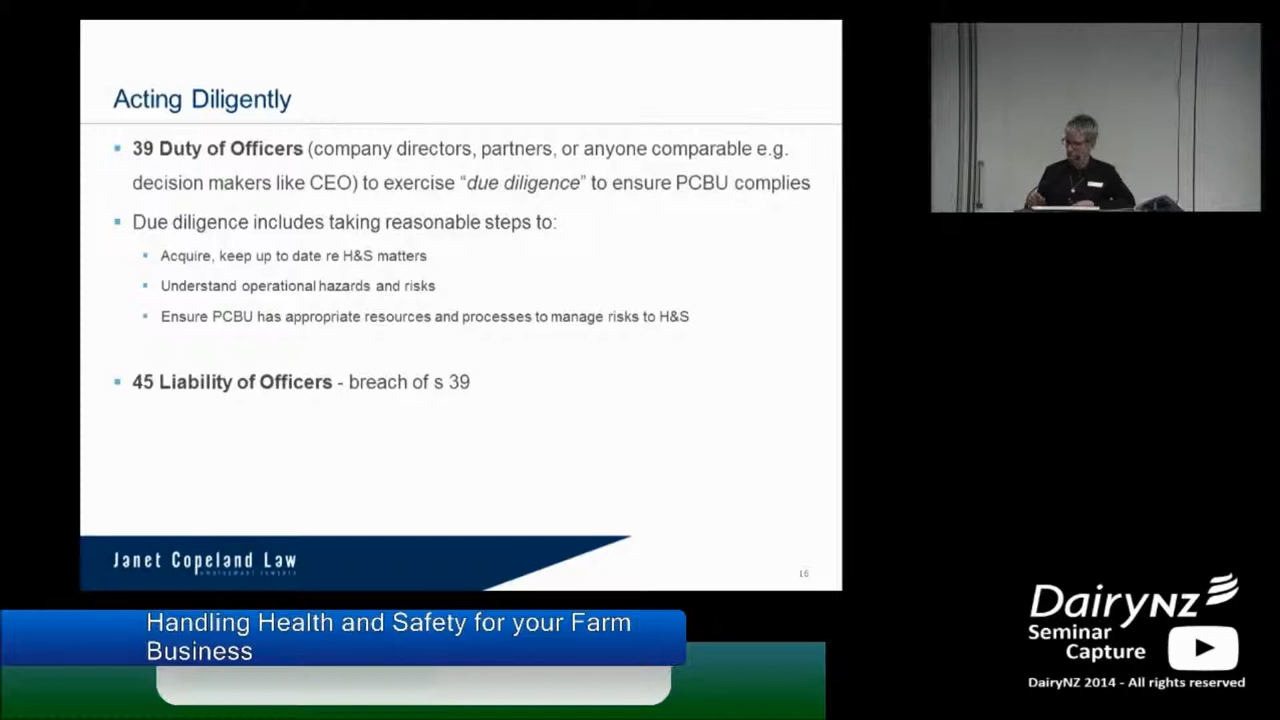 Acting Diligently
39 Duty of Officers (company directors, partners, or anyone comparable e.g.
decision makers like CEO) to exercise “due diligence” to ensure PCBU complies
Due diligence includes taking reasonable steps to:
Acquire, keep up to date re H&S matters
Understand operational hazards and risks
Ensure PCBU has appropriate resources and processes to manage risks to H&S
45 Liability of Officers - breach of s 39
Janet Copeland Law
employment lawyers
16
Handling Health and Safety for your Farm
Business
DairyNZ
Seminar
Capture
DairyNZ 2014 - All rights reserved